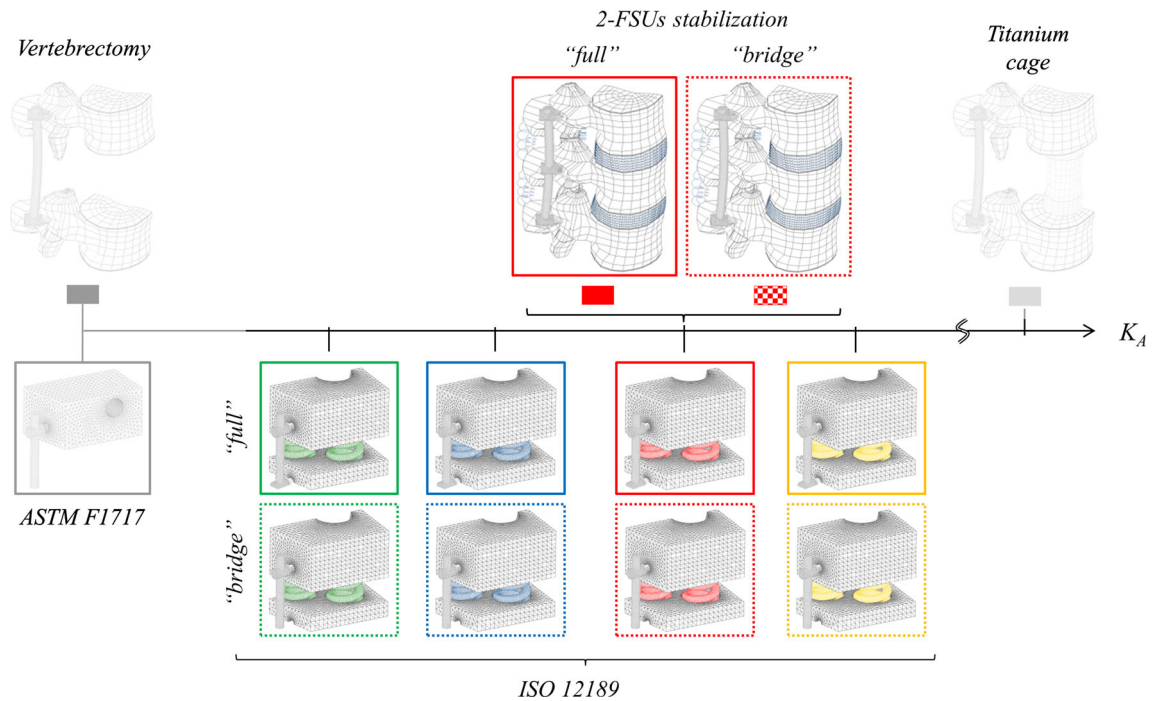 2-FSUs stabilization
Vertebrectomy
“full”
“bridge”
Titanium
cage
K_A
“full”
“bridge”
ASTM F1717
ISO 12189